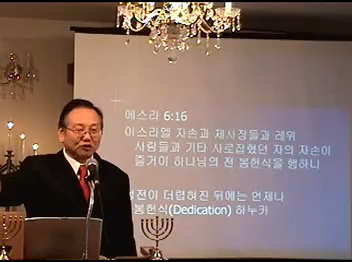 에스라 6:16
이스라엘 자손과 제사장들과 레위
사람들과 기타 사로잡혔던 자의 자손이
즐거이 하나님의 전 봉헌식을 행하니
성전이 더럽혀진 뒤에는 언제나
봉헌식(Dedication) 하누카